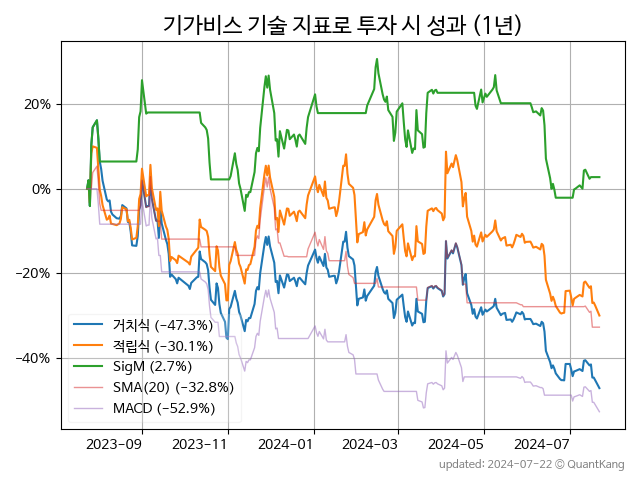 기가비스 기술 지표로 투자 시 성과 (1년)
20%
0%
−20%
−40%
거치식 (−47.3%)
적립식 (−30.1%)
SigM (2.7%)
SMA(20) (−32.8%)
MACD (−52.9%)
2023-09 2023-11 2024-01 2024-03 2024-05 2024-07
updated: 2024-07-22 @ QuantKang